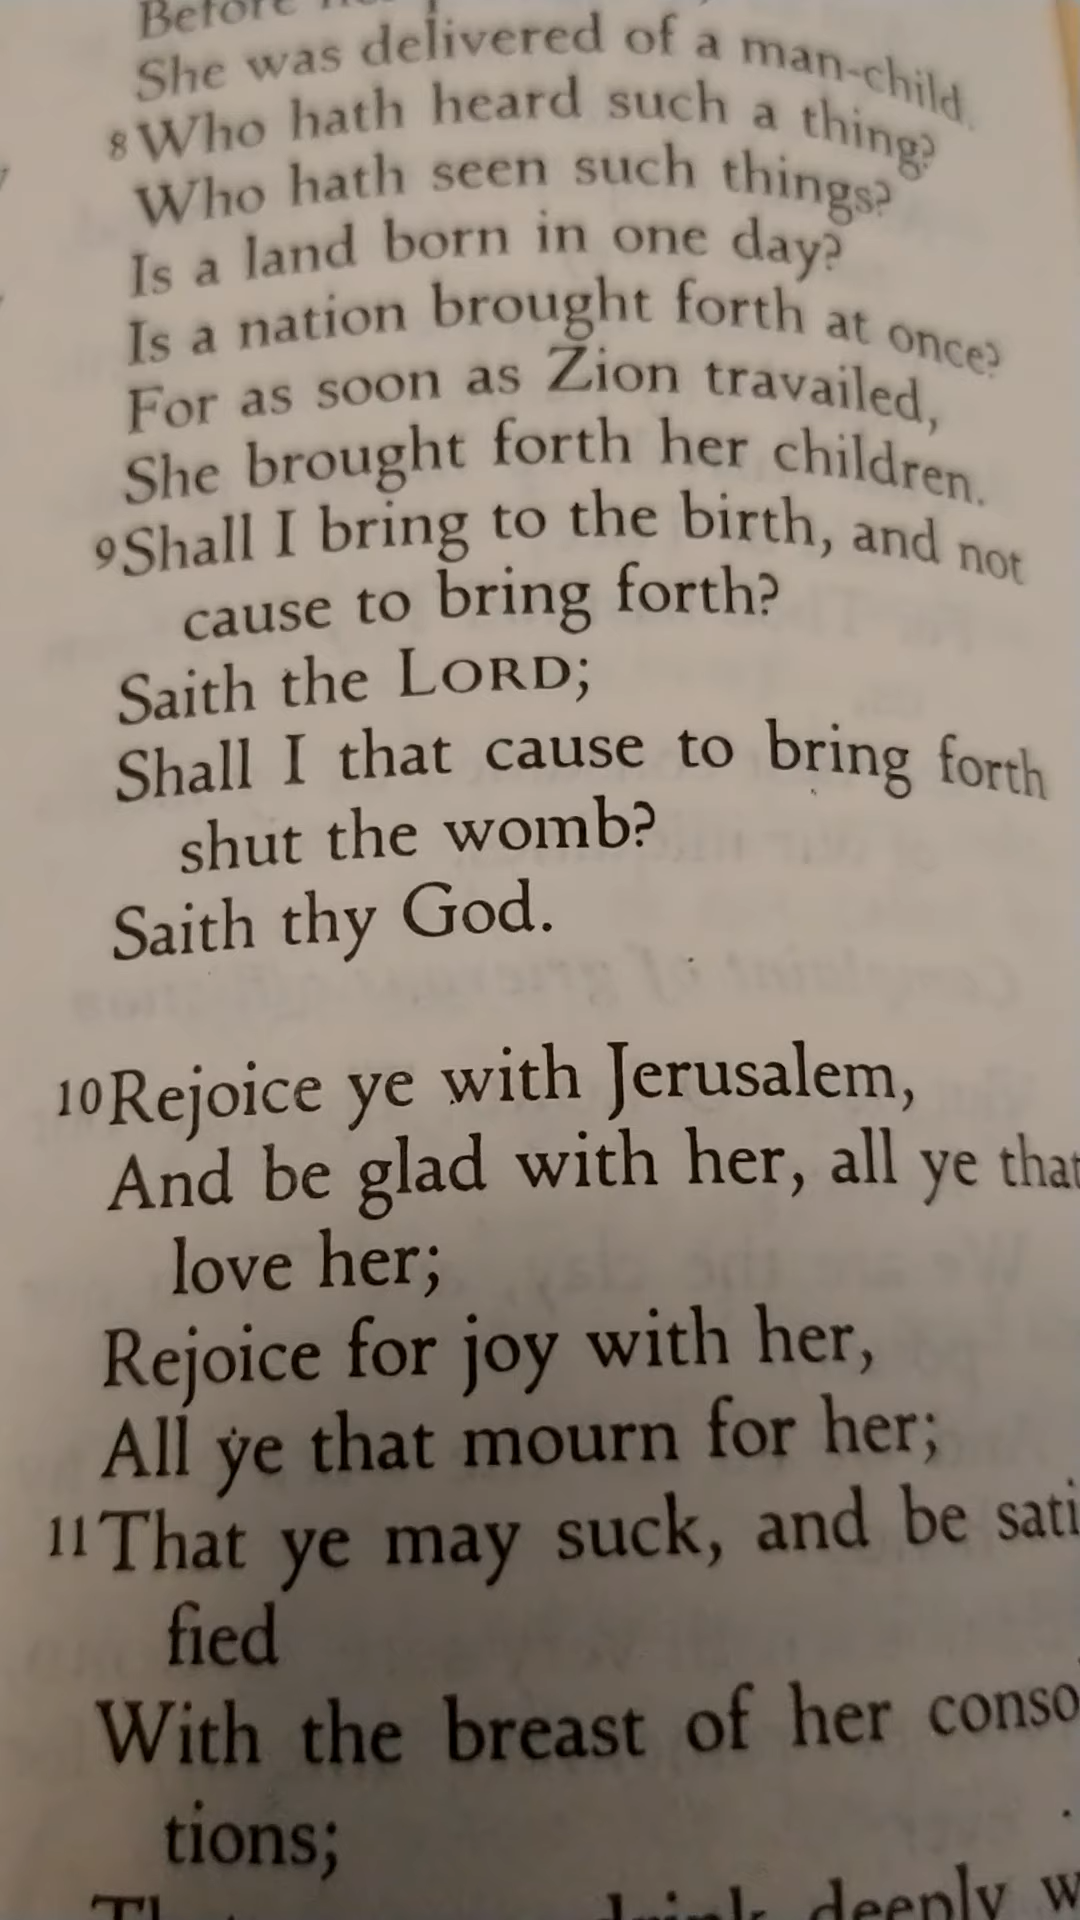 Before
She was delivered of a man-child.
8 Who hath heard such a thing?
Who hath seen such things?
Is a land born in one day?
Is a nation brought forth at once?
For as soon as Zion travailed,
She brought forth her children.
9 Shall I bring to the birth, and not
cause to bring forth?
Saith the LORD;
Shall I that cause to bring forth
shut the womb?
Saith thy God.
10 Rejoice ye with Jerusalem,
And be glad with her, all ye that
love her;
Rejoice for joy with her,
All ye that mourn for her;
11 That ye may suck, and be sati
fied
With the breast of her conso
tions;
drink deeply w